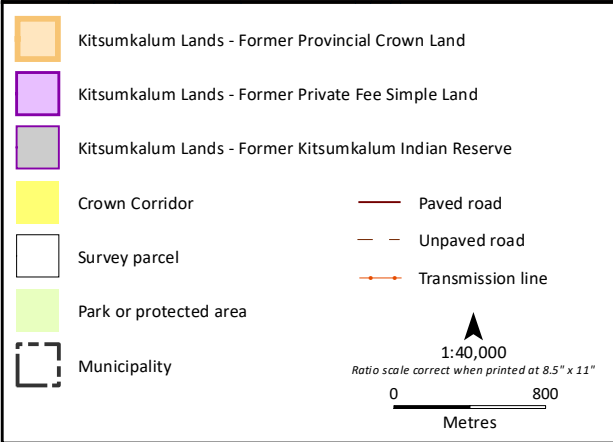 Kitsumkalum Lands - Former Provincial Crown Land
Kitsumkalum Lands - Former Private Fee Simple Land
Kitsumkalum Lands - Former Kitsumkalum Indian Reserve
Crown Corridor
Survey parcel
Park or protected area
Municipality
Paved road
Unpaved road
Transmission line
1:40,000
Ratio scale correct when printed at 8.5" x 11"
0 800
Metres